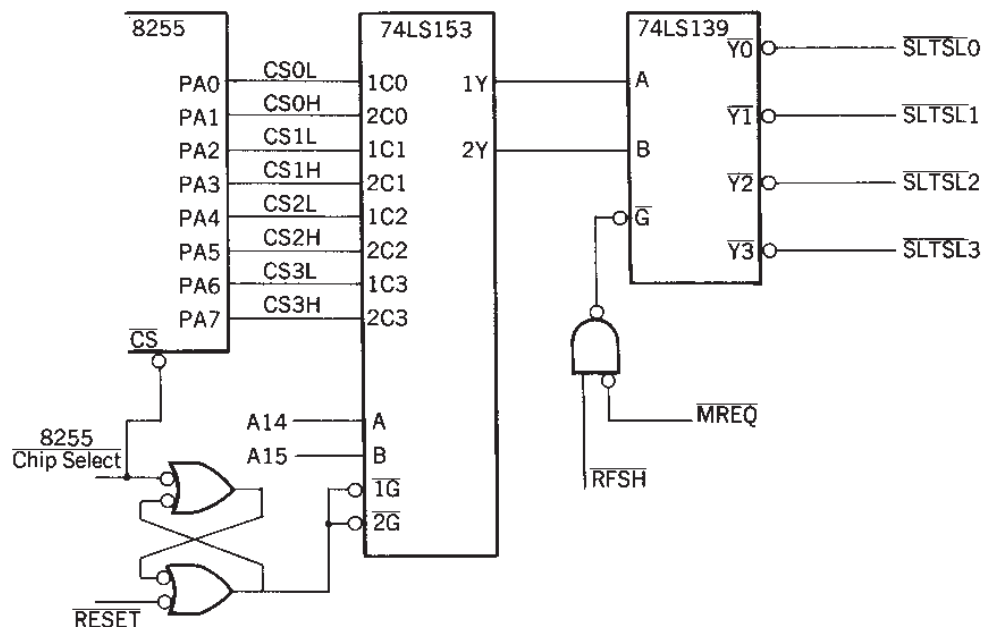 8255
74LS153
74LS139
PA0
PA1
PA2
PA3
PA4
PA5
PA6
PA7
CS
CS0L
CS0H
CS1L
CS1H
CS2L
CS2H
CS3L
CS3H
1C0
2C0
1C1
2C1
1C2
2C2
1C3
2C3
1Y
2Y
A
B
G
Y0
Y1
Y2
Y3
SLTSL0
SLTSL1
SLTSL2
SLTSL3
MREQ
RFSH
A14
A15
A
B
1G
2G
8255
Chip Select
RESET